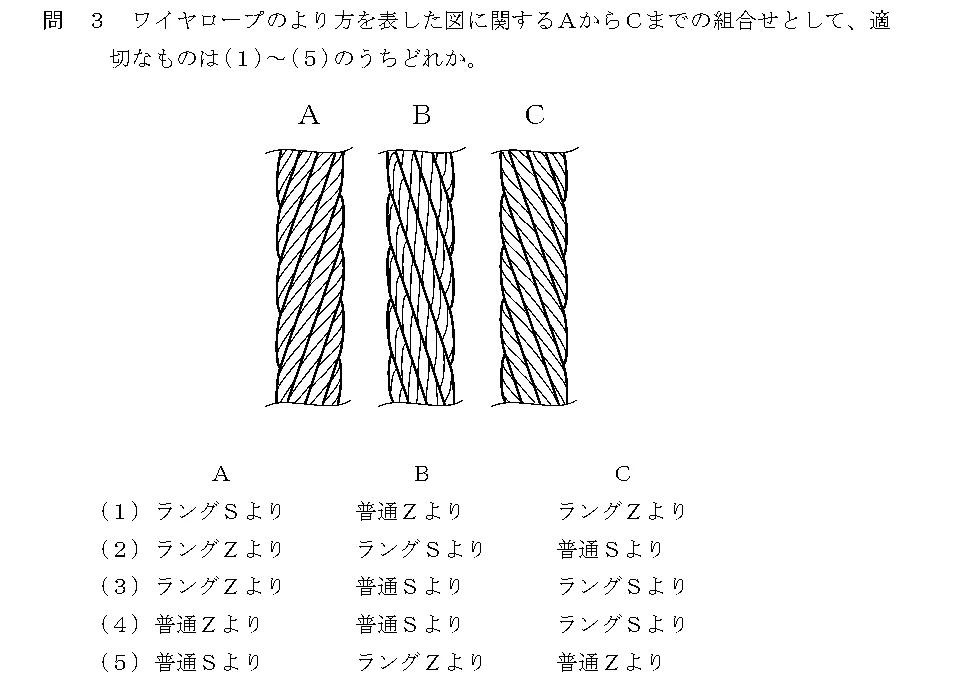 問　３　ワイヤロープのより方を表した図に関するＡからＣまでの組合せとして、適
切なものは(１)～(５)のうちどれか。
Ａ　Ｂ　Ｃ
Ａ　Ｂ　Ｃ
(１) ラングＳより　普通Ｚより　ラングＺより
(２) ラングＺより　ラングＳより　普通Ｓより
(３) ラングＺより　普通Ｓより　ラングＳより
(４) 普通Ｚより　普通Ｓより　ラングＳより
(５) 普通Ｓより　ラングＺより　普通Ｚより